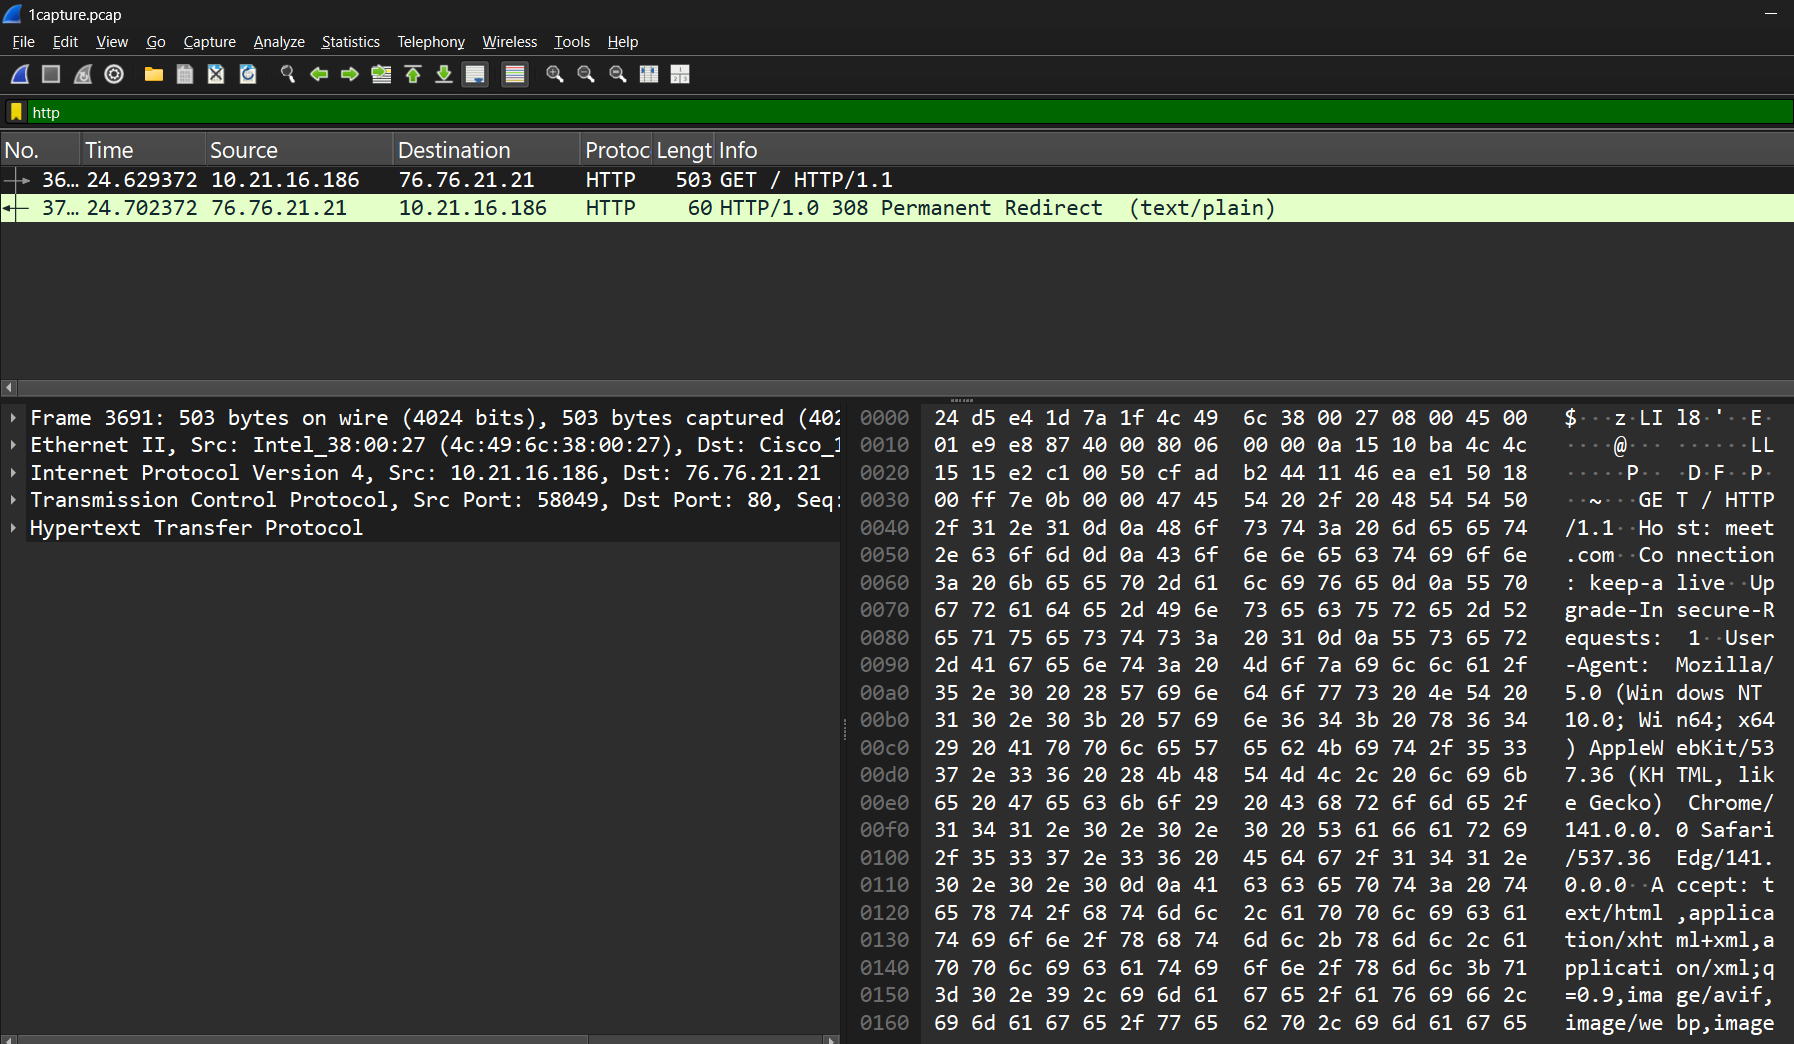 1capture.pcap
File Edit View Go Capture Analyze Statistics Telephony Wireless Tools Help
http
No. Time Source Destination Protoc Lengt Info
36… 24.629372 10.21.16.186 76.76.21.21 HTTP 503 GET / HTTP/1.1
37… 24.702372 76.76.21.21 10.21.16.186 HTTP 60 HTTP/1.0 308 Permanent Redirect (text/plain)
Frame 3691: 503 bytes on wire (4024 bits), 503 bytes captured (402
Ethernet II, Src: Intel_38:00:27 (4c:49:6c:38:00:27), Dst: Cisco_1
Internet Protocol Version 4, Src: 10.21.16.186, Dst: 76.76.21.21
Transmission Control Protocol, Src Port: 58049, Dst Port: 80, Seq:
Hypertext Transfer Protocol
0000 24 d5 e4 1d 7a 1f 4c 49 6c 38 00 27 08 00 45 00 $···z·LI l8·'··E·
0010 01 e9 e8 87 40 00 80 06 00 00 0a 15 10 ba 4c 4c ····@··· ······LL
0020 15 15 e2 c1 00 50 cf ad b2 44 11 46 ea e1 50 18 ·····P·· ·D·F··P·
0030 00 ff 7e 0b 00 00 47 45 54 20 2f 20 48 54 54 50 ··~···GE T / HTTP
0040 2f 31 2e 31 0d 0a 48 6f 73 74 3a 20 6d 65 65 74 /1.1··Ho st: meet
0050 2e 63 6f 6d 0d 0a 43 6f 6e 6e 65 63 74 69 6f 6e .com··Co nnection
0060 3a 20 6b 65 65 70 2d 61 6c 69 76 65 0d 0a 55 70 : keep-a live··Up
0070 67 72 61 64 65 2d 49 6e 73 65 63 75 72 65 2d 52 grade-In secure-R
0080 65 71 75 65 73 74 73 3a 20 31 0d 0a 55 73 65 72 equests: 1··User
0090 2d 41 67 65 6e 74 3a 20 4d 6f 7a 69 6c 6c 61 2f -Agent: Mozilla/
00a0 35 2e 30 20 28 57 69 6e 64 6f 77 73 20 4e 54 20 5.0 (Win dows NT
00b0 31 30 2e 30 3b 20 57 69 6e 36 34 3b 20 78 36 34 10.0; Wi n64; x64
00c0 29 20 41 70 70 6c 65 57 65 62 4b 69 74 2f 35 33 ) AppleW ebKit/53
00d0 37 2e 33 36 20 28 4b 48 54 4d 4c 2c 20 6c 69 6b 7.36 (KH TML, lik
00e0 65 20 47 65 63 6b 6f 29 20 43 68 72 6f 6d 65 2f e Gecko) Chrome/
00f0 31 34 31 2e 30 2e 30 2e 30 20 53 61 66 61 72 69 141.0.0. 0 Safari
0100 2f 35 33 37 2e 33 36 20 45 64 67 2f 31 34 31 2e /537.36 Edg/141.
0110 30 2e 30 2e 30 0d 0a 41 63 63 65 70 74 3a 20 74 0.0.0··A ccept: t
0120 65 78 74 2f 68 74 6d 6c 2c 61 70 70 6c 69 63 61 ext/html ,applica
0130 74 69 6f 6e 2f 78 68 74 6d 6c 2b 78 6d 6c 2c 61 tion/xht ml+xml,a
0140 70 70 6c 69 63 61 74 69 6f 6e 2f 78 6d 6c 3b 71 pplicati on/xml;q
0150 3d 30 2e 39 2c 69 6d 61 67 65 2f 61 76 69 66 2c =0.9,ima ge/avif,
0160 69 6d 61 67 65 2f 77 65 62 70 2c 69 6d 61 67 65 image/we bp,image